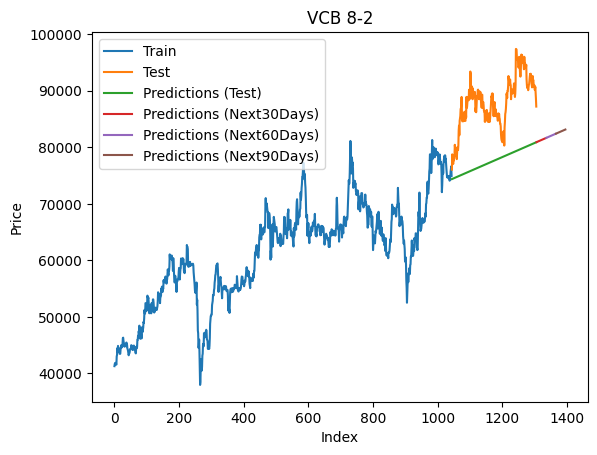 VCB 8-2
100000
90000
80000
70000
60000
50000
40000
Price
Train
Test
Predictions (Test)
Predictions (Next30Days)
Predictions (Next60Days)
Predictions (Next90Days)
0 200 400 600 800 1000 1200 1400
Index